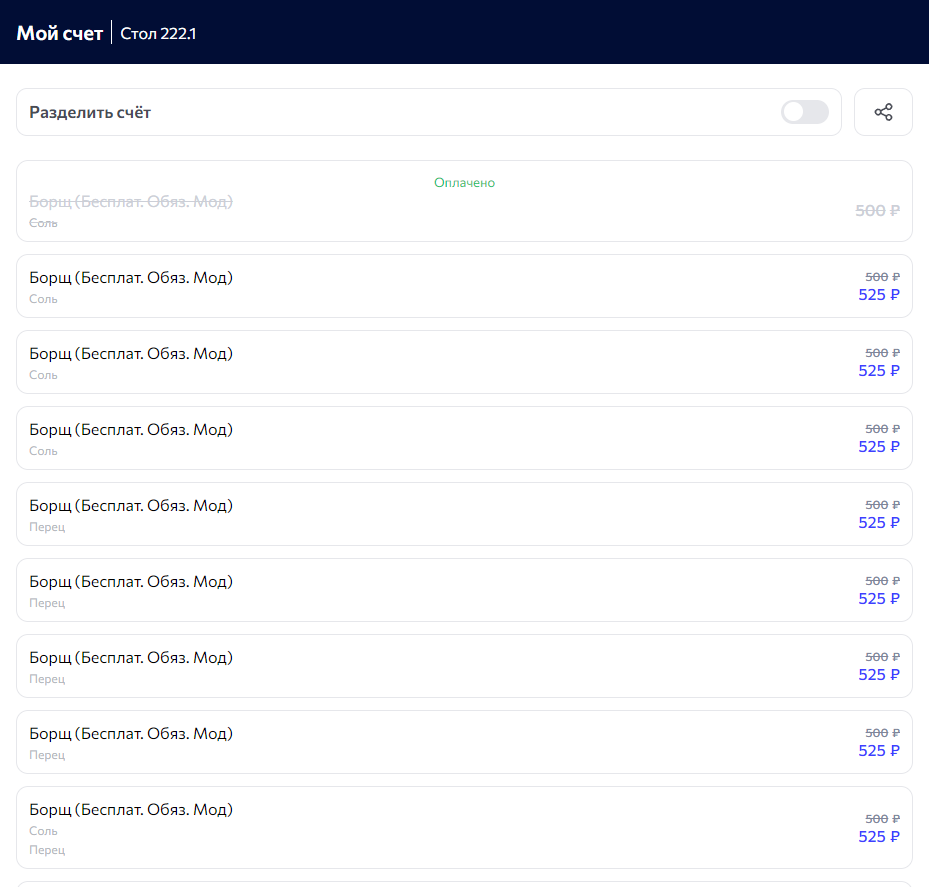 Мой счет Стол 222.1
Разделить счёт
Оплачено
Борщ (Бесплат. Обяз. Мод)
500 ₽
Соль
Борщ (Бесплат. Обяз. Мод)
500 ₽
525 ₽
Соль
Борщ (Бесплат. Обяз. Мод)
500 ₽
525 ₽
Соль
Борщ (Бесплат. Обяз. Мод)
500 ₽
525 ₽
Соль
Борщ (Бесплат. Обяз. Мод)
500 ₽
525 ₽
Перец
Борщ (Бесплат. Обяз. Мод)
500 ₽
525 ₽
Перец
Борщ (Бесплат. Обяз. Мод)
500 ₽
525 ₽
Перец
Борщ (Бесплат. Обяз. Мод)
500 ₽
525 ₽
Перец
Борщ (Бесплат. Обяз. Мод)
500 ₽
525 ₽
Соль
Перец